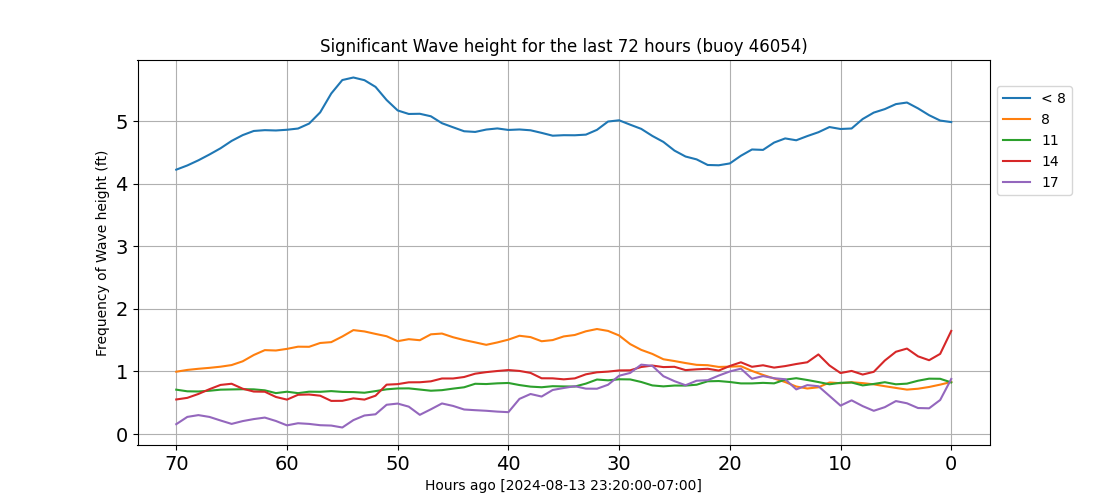 Significant Wave height for the last 72 hours (buoy 46054)
Frequency of Wave height (ft)
5
4
3
2
1
0
70 60 50 40 30 20 10 0
Hours ago [2024-08-13 23:20:00-07:00]
< 8
8
11
14
17